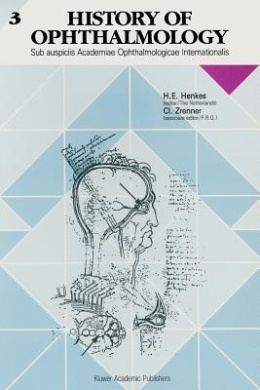 3
HISTORY OF
OPHTHALMOLOGY
Sub auspiciis Academiae Ophthalmologicae Internationalis
H.E. Henkes
(editor/The Netherlands)
Cl. Zrenner
(associate editor/F.R.G.)
Kluwer Academic Publishers